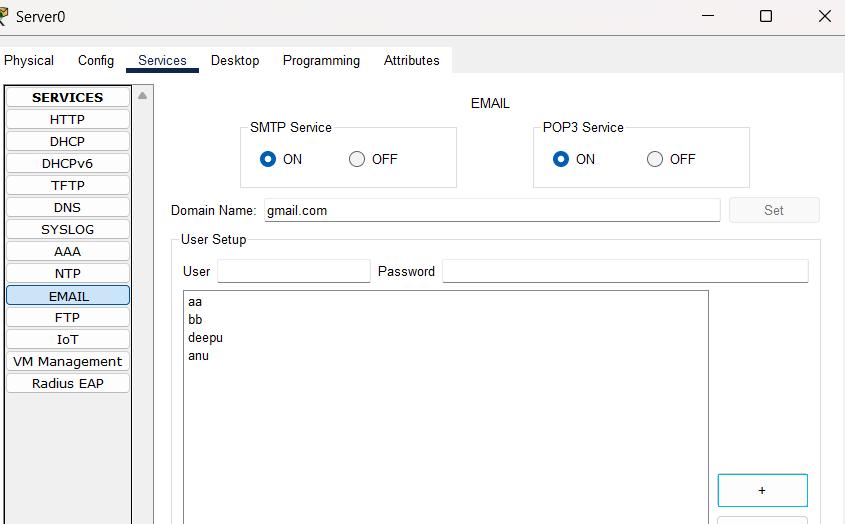 Server0
Physical Config Services Desktop Programming Attributes
SERVICES
HTTP
DHCP
DHCPv6
TFTP
DNS
SYSLOG
AAA
NTP
EMAIL
FTP
IoT
VM Management
Radius EAP
EMAIL
SMTP Service
ON OFF
POP3 Service
ON OFF
Domain Name: gmail.com Set
User Setup
User Password
aa
bb
deepu
anu
+